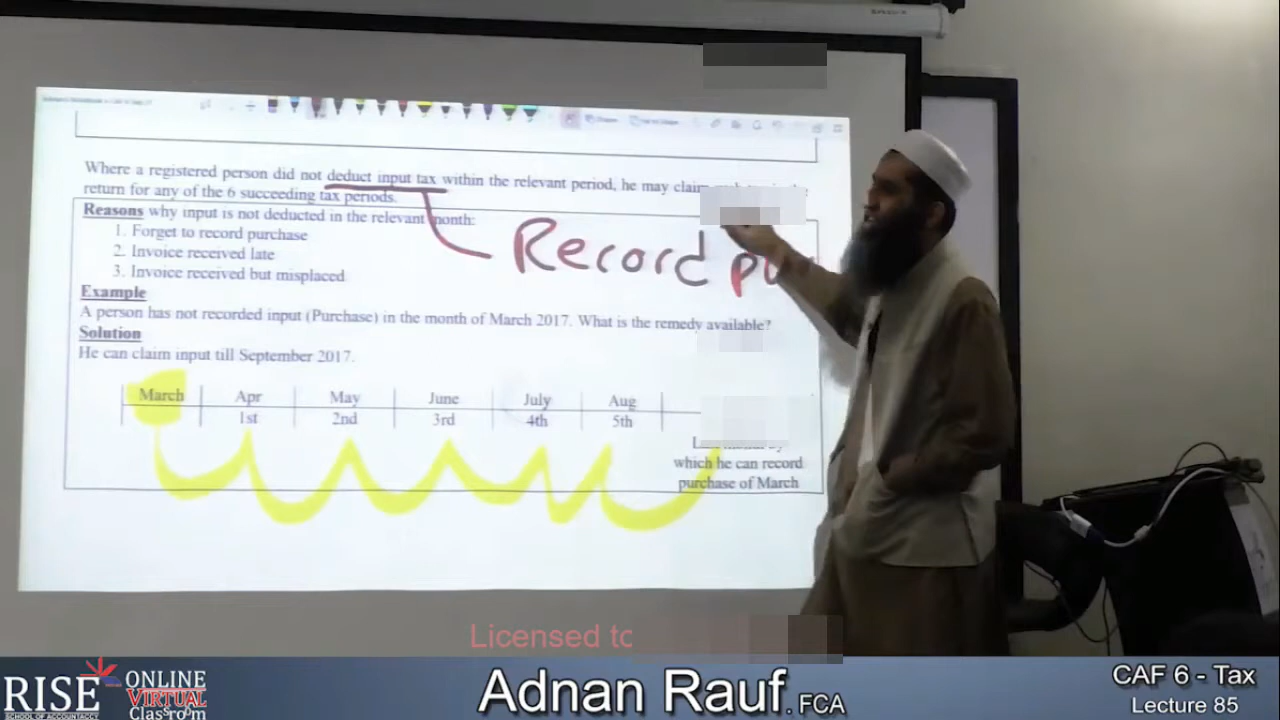 Where a registered person did not deduct input tax within the relevant period, he may claim
return for any of the 6 succeeding tax periods.
Reasons why input is not deducted in the relevant month:
1. Forget to record purchase
2. Invoice received late
3. Invoice received but misplaced
Record pu
Example
A person has not recorded input (Purchase) in the month of March 2017. What is the remedy available?
Solution
He can claim input till September 2017.
March Apr May June July Aug
1st 2nd 3rd 4th 5th
which he can record
purchase of March
Licensed to
RISE
SCHOOL OF ACCOUNTANCY
ONLINE
VIRTUAL
Classroom
Adnan Rauf. FCA
CAF 6 - Tax
Lecture 85